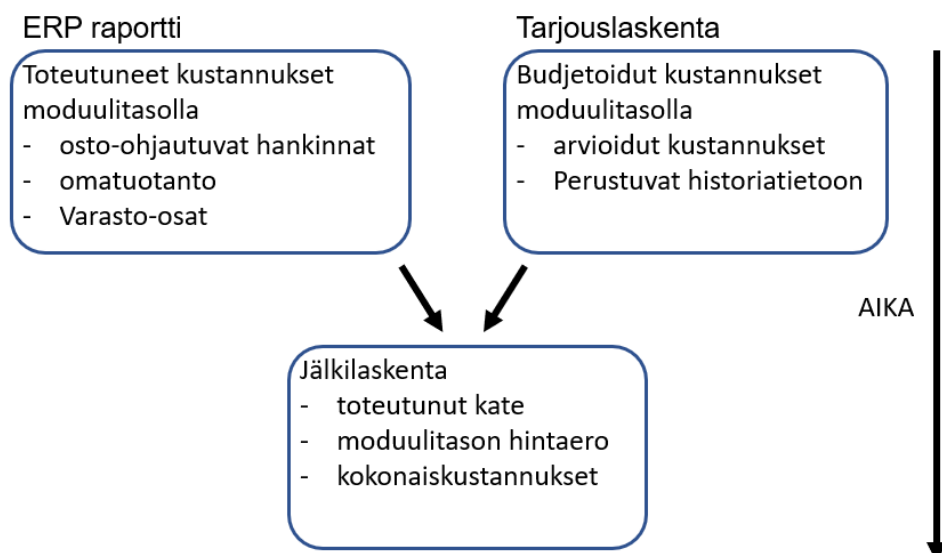 ERP raportti
Toteutuneet kustannukset
moduulitasolla
- osto-ohjautuvat hankinnat
- omatuotanto
- Varasto-osat
Tarjouslaskenta
Budjetoidut kustannukset
moduulitasolla
- arvioidut kustannukset
- Perustuvat historiatietoon
AIKA
Jälkilaskenta
- toteutunut kate
- moduulitason hintaero
- kokonaiskustannukset